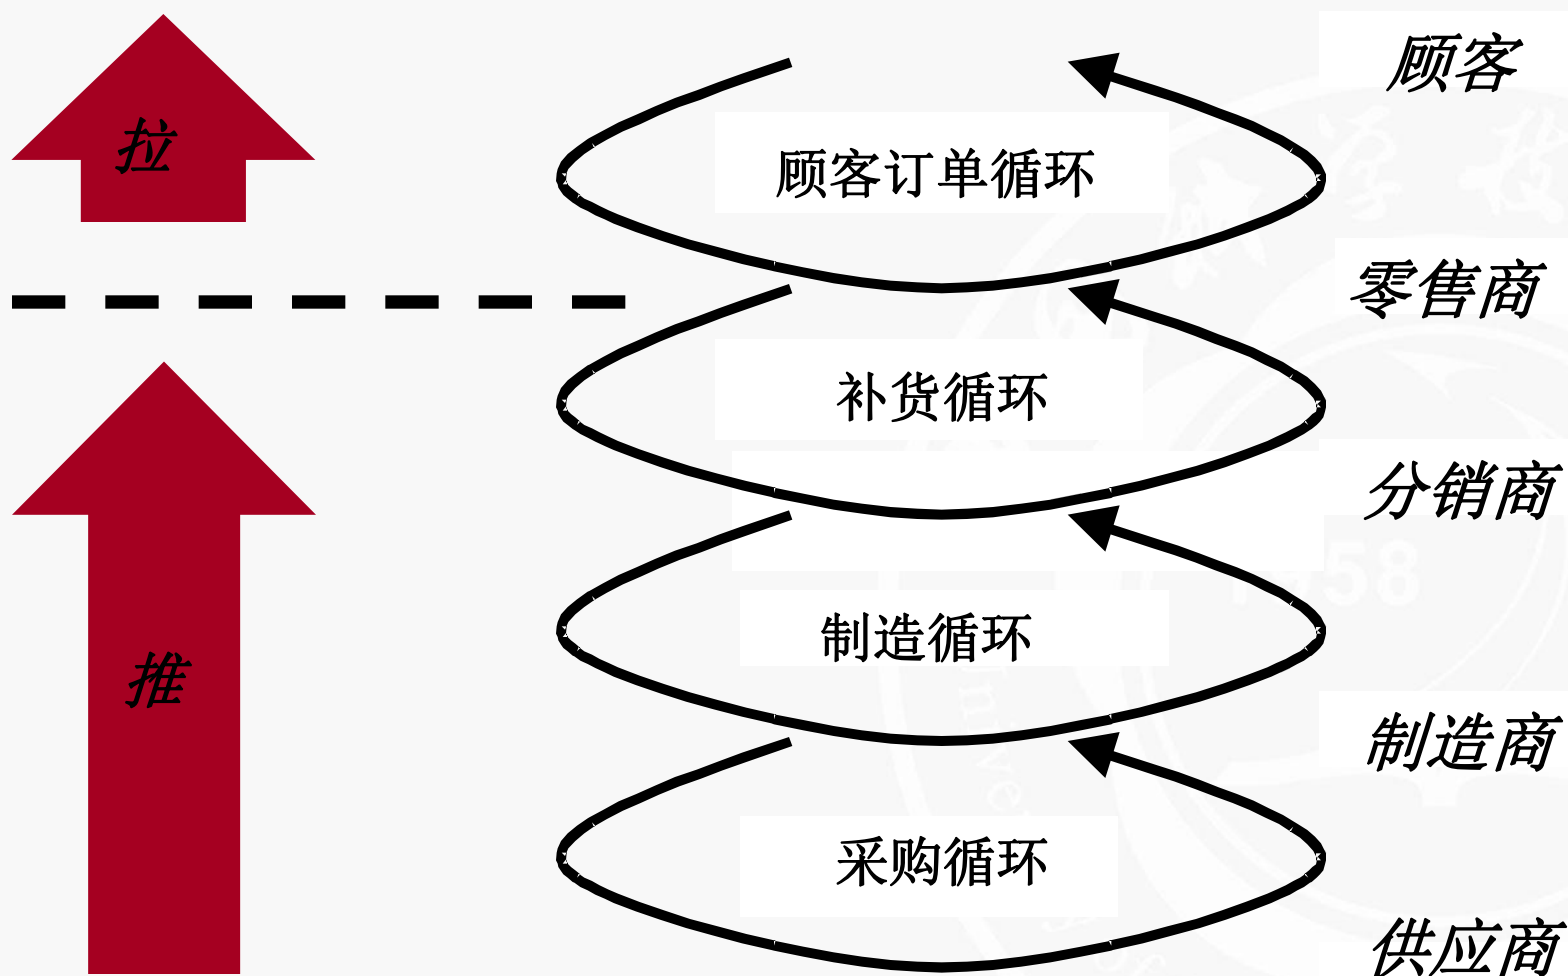 顾客
拉
顾客订单循环
零售商
补货循环
分销商
制造循环
推
制造商
采购循环
供应商